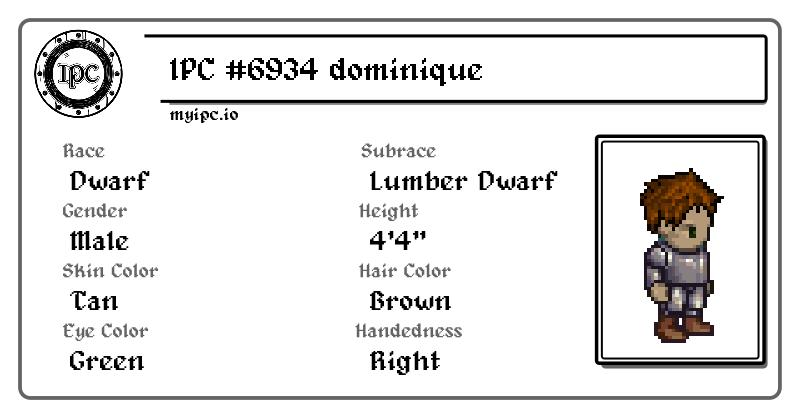 IPC
IPC #6934 dominique
myipc.io
Race
Dwarf
Subrace
Lumber Dwarf
Gender
Male
Height
4'4"
Skin Color
Tan
Hair Color
Brown
Eye Color
Green
Handedness
Right